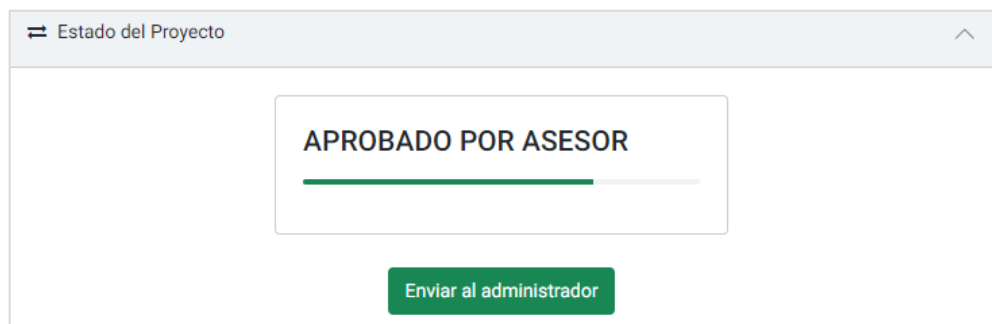 Estado del Proyecto
APROBADO POR ASESOR
Enviar al administrador